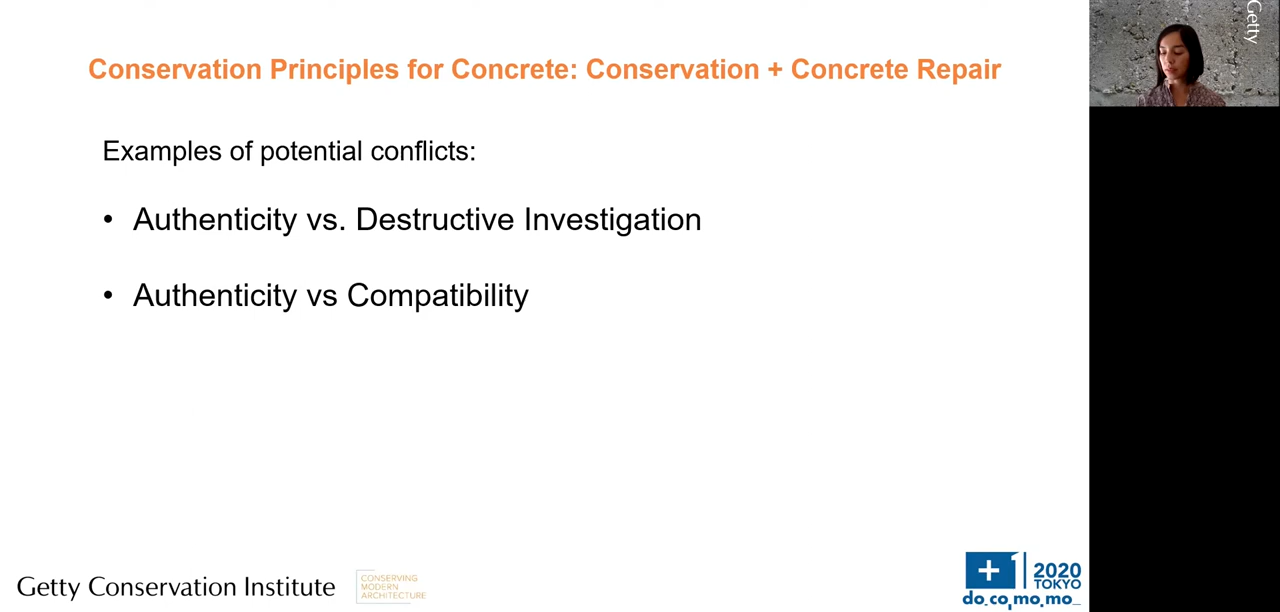 Conservation Principles for Concrete: Conservation + Concrete Repair
Getty
Examples of potential conflicts:
• Authenticity vs. Destructive Investigation
• Authenticity vs Compatibility
Getty Conservation Institute
CONSERVING
MODERN
ARCHITECTURE
+1
2020
TOKYO
do_co,mo,mo_